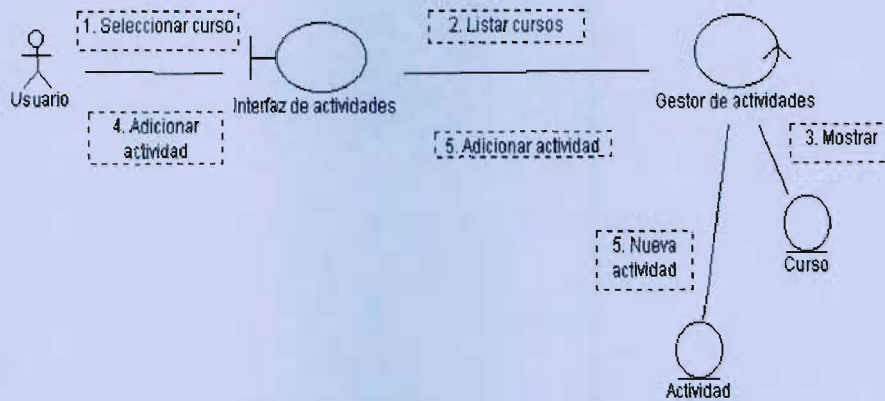 1. Seleccionar curso
2. Listar cursos
Usuario
Interfaz de actividades
Gestor de actividades
4. Adicionar
actividad
5. Adicionar actividad
3. Mostrar
5. Nueva
actividad
Curso
Actividad